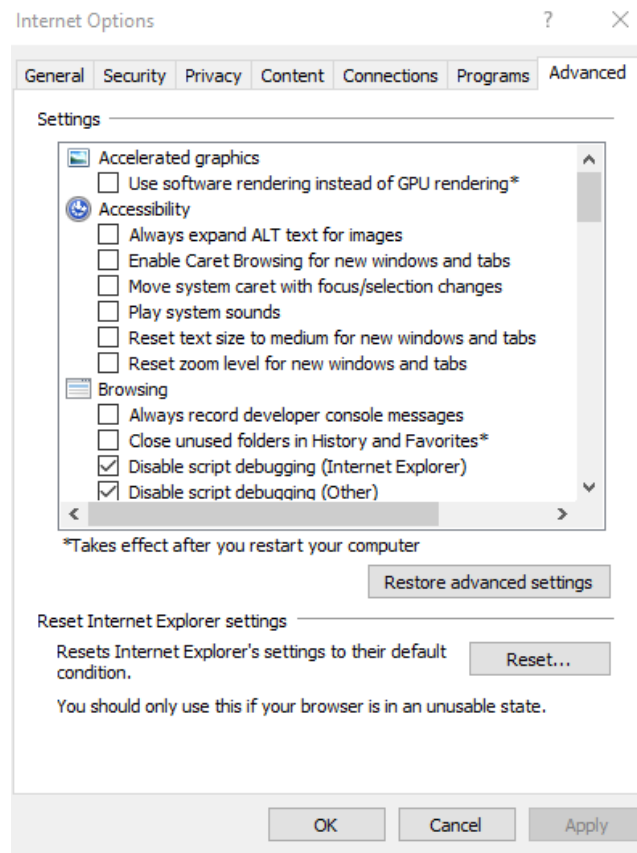 Internet Options ?
General Security Privacy Content Connections Programs Advanced
Settings
Accelerated graphics
Use software rendering instead of GPU rendering*
Accessibility
Always expand ALT text for images
Enable Caret Browsing for new windows and tabs
Move system caret with focus/selection changes
Play system sounds
Reset text size to medium for new windows and tabs
Reset zoom level for new windows and tabs
Browsing
Always record developer console messages
Close unused folders in History and Favorites*
Disable script debugging (Internet Explorer)
Disable script debugging (Other)
*Takes effect after you restart your computer
Restore advanced settings
Reset Internet Explorer settings
Resets Internet Explorer's settings to their default
condition.
Reset...
You should only use this if your browser is in an unusable state.
OK Cancel Apply